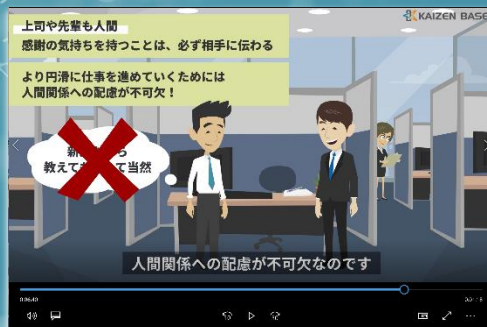 KAIZEN BASE
上司や先輩も人間
感謝の気持ちを持つことは、必ず相手に伝わる
より円滑に仕事を進めていくためには
人間関係への配慮が不可欠！
教えて て当然
人間関係への配慮が不可欠なのです